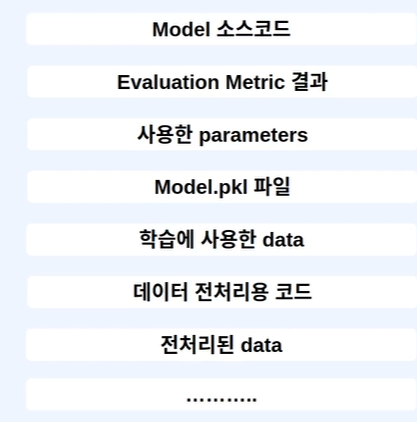 Model 소스코드
Evaluation Metric 결과
사용한 parameters
Model.pkl 파일
학습에 사용한 data
데이터 전처리용 코드
전처리된 data
………..